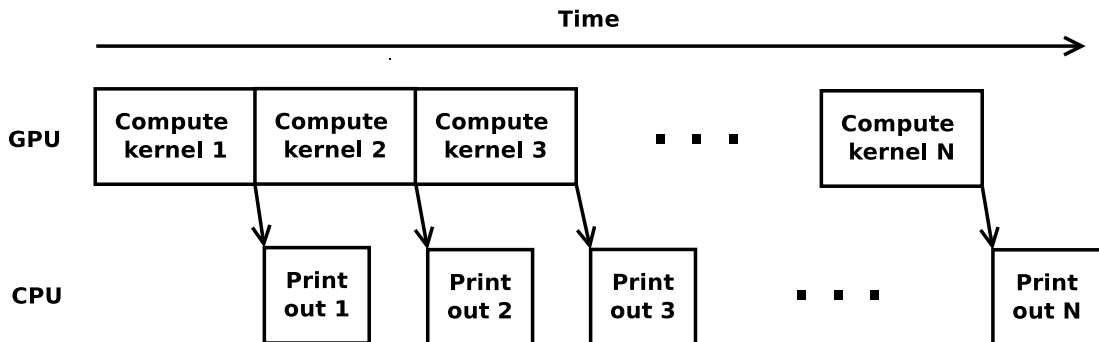 Time
GPU
Compute
kernel 1
Compute
kernel 2
Compute
kernel 3
. . .
Compute
kernel N
CPU
Print
out 1
Print
out 2
Print
out 3
. . .
Print
out N